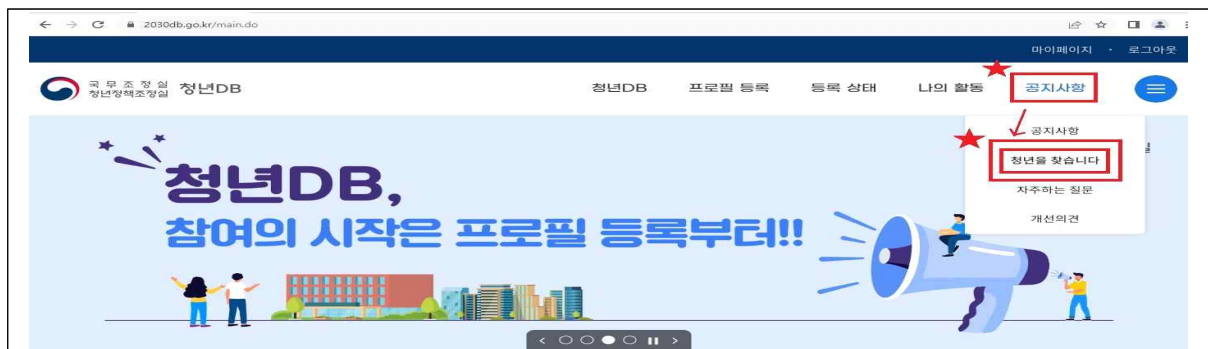 2030db.go.kr/main.do
마이페이지 · 로그아웃
국무조정실
청년정책조정실
청년DB
청년DB 프로필 등록 등록 상태 나의 활동 공지사항
공지사항
청년을 찾습니다
자주하는 질문
개선의견
청년DB,
참여의 시작은 프로필 등록부터!!